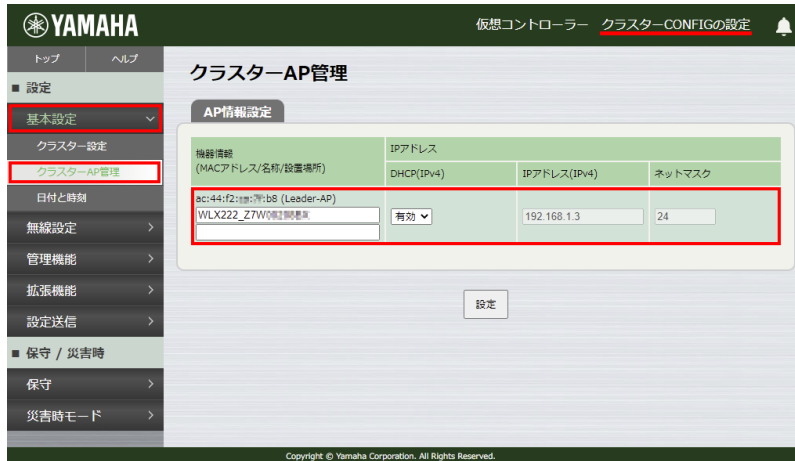 YAMAHA
仮想コントローラー クラスターCONFIGの設定
トップ ヘルプ
■ 設定
基本設定
クラスター設定
クラスターAP管理
日付と時刻
無線設定
管理機能
拡張機能
設定送信
■ 保守 / 災害時
保守
災害時モード
クラスターAP管理
AP情報設定
機器情報
(MACアドレス/名称/設置場所)
IPアドレス
DHCP(IPv4) IPアドレス(IPv4) ネットマスク
ac:44:f2: :b8 (Leader-AP)
WLX222_Z7W
有効 192.168.1.3 24
設定
Copyright © Yamaha Corporation. All Rights Reserved.